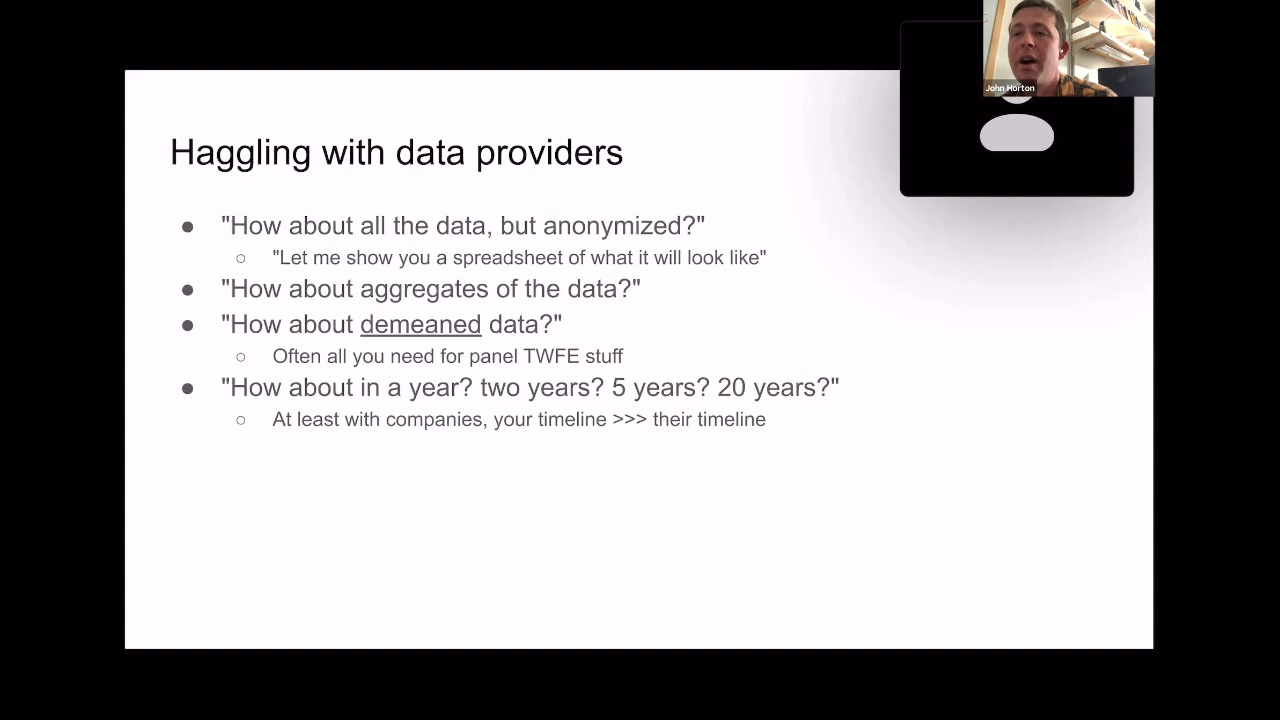 John Horton
Haggling with data providers
● "How about all the data, but anonymized?"
○ "Let me show you a spreadsheet of what it will look like"
● "How about aggregates of the data?"
● "How about demeaned data?"
○ Often all you need for panel TWFE stuff
● "How about in a year? two years? 5 years? 20 years?"
○ At least with companies, your timeline >>> their timeline